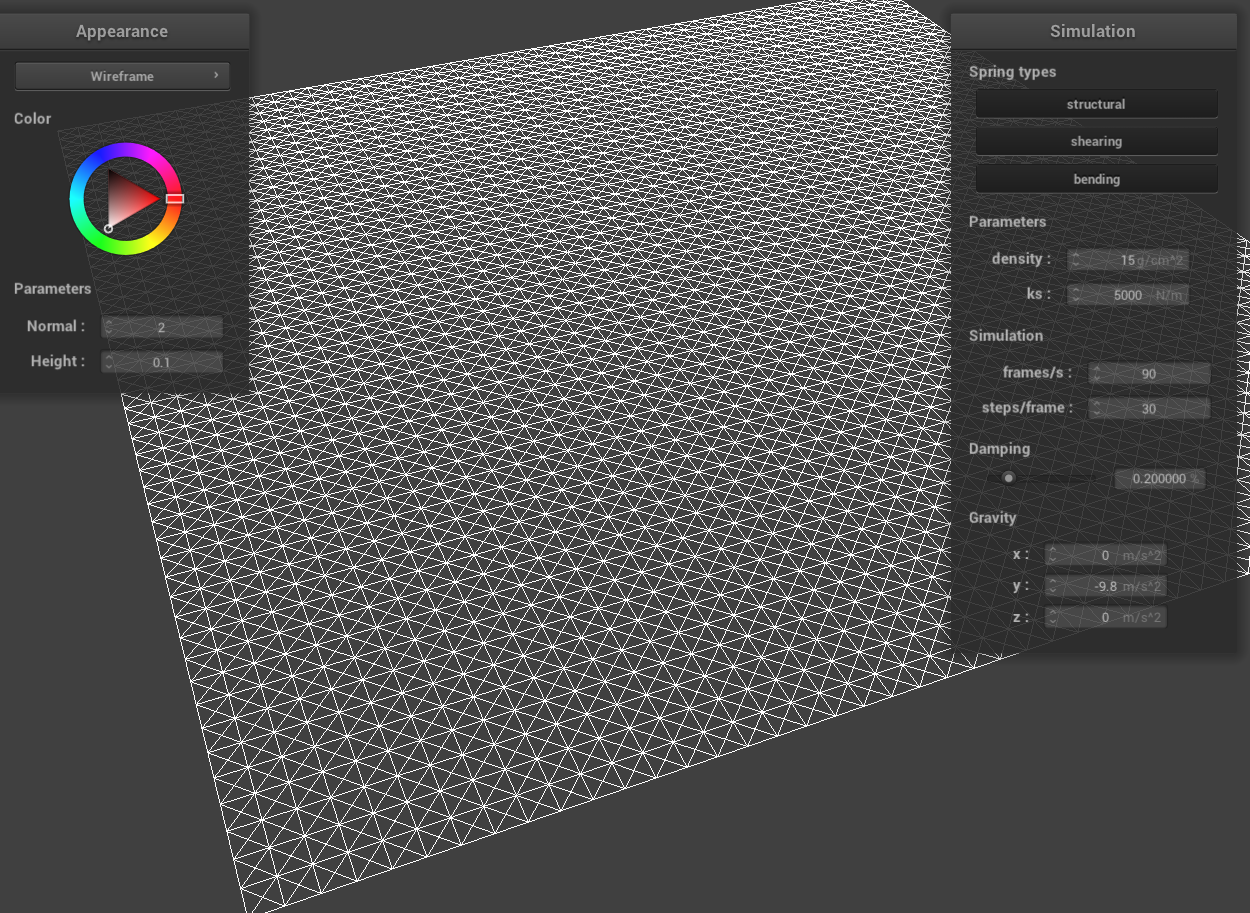 Appearance
Wireframe ›
Color
Parameters
Normal : 2
Height : 0.1
Simulation
Spring types
structural
shearing
bending
Parameters
density : 15 g/cm^2
ks : 5000 N/m
Simulation
frames/s : 90
steps/frame : 30
Damping
0.200000 %
Gravity
x : 0 m/s^2
y : -9.8 m/s^2
z : 0 m/s^2